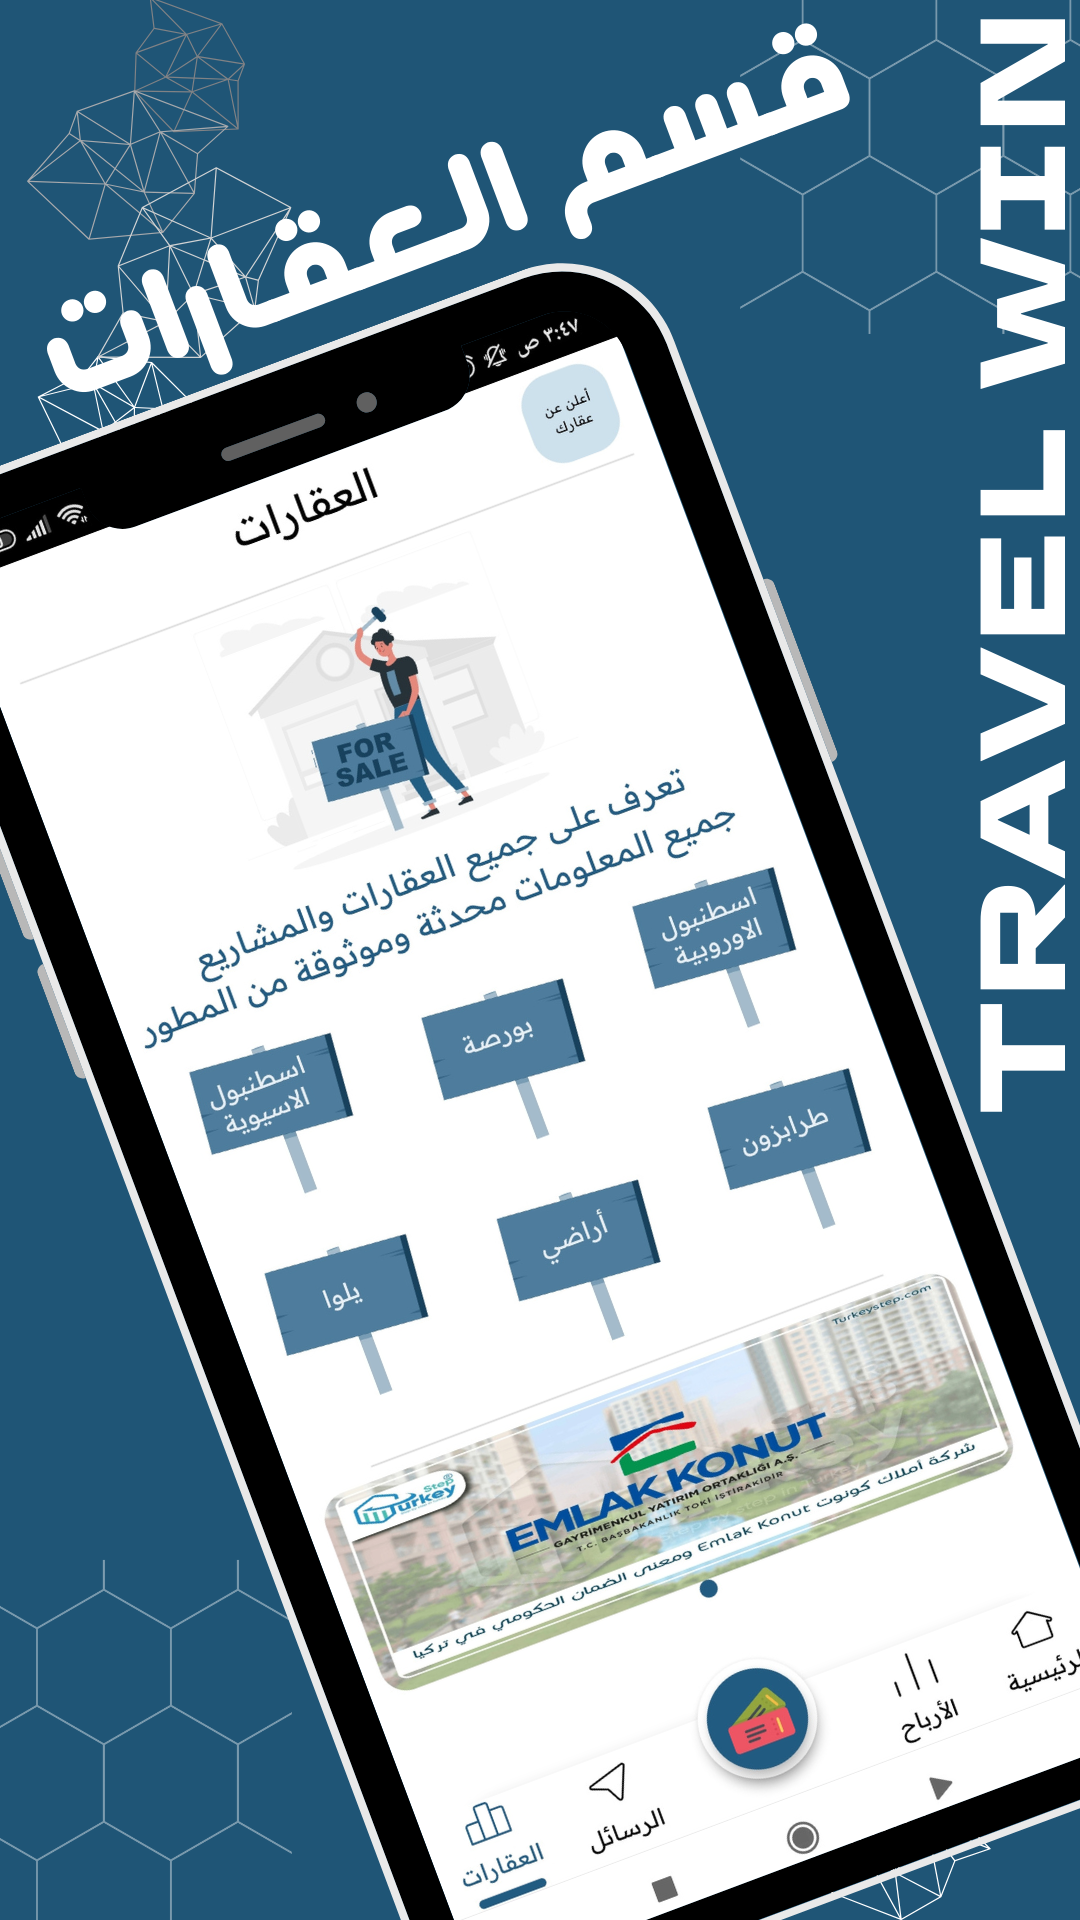 قسم العقارات
TRAVEL WIN
٣:٤٧ ص
أعلن عن
عقارك
العقارات
FOR
SALE
تعرف على جميع العقارات والمشاريع
جميع المعلومات محدثة وموثوقة من المطور
اسطنبول
الاوروبية
بورصة
اسطنبول
الاسيوية
طرابزون
أراضي
يلوا
Turkeystep.com
Step
Turkey
EMLAK KONUT
GAYRİMENKUL YATIRIM ORTAKLIĞI A.Ş.
T.C. BAŞBAKANLIK TOKİ İŞTİRAKİDİR
شركة أملاك كونوت Emlak Konut ومعنى الضمان الحكومي في تركيا
الرئيسية
الأرباح
الرسائل
العقارات